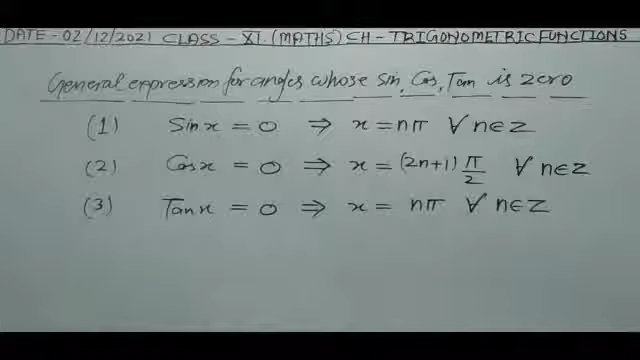 DATE - 02/12/2021 CLASS - XI (MATHS) CH - TRIGONOMETRIC FUNCTIONS
General expression for angles whose Sin, Cos, Tan is zero
(1) Sin x = 0 ⇒ x = nπ ∀ n∈Z
(2) Cos x = 0 ⇒ x = (2n+1) π/2 ∀ n∈Z
(3) Tan x = 0 ⇒ x = nπ ∀ n∈Z